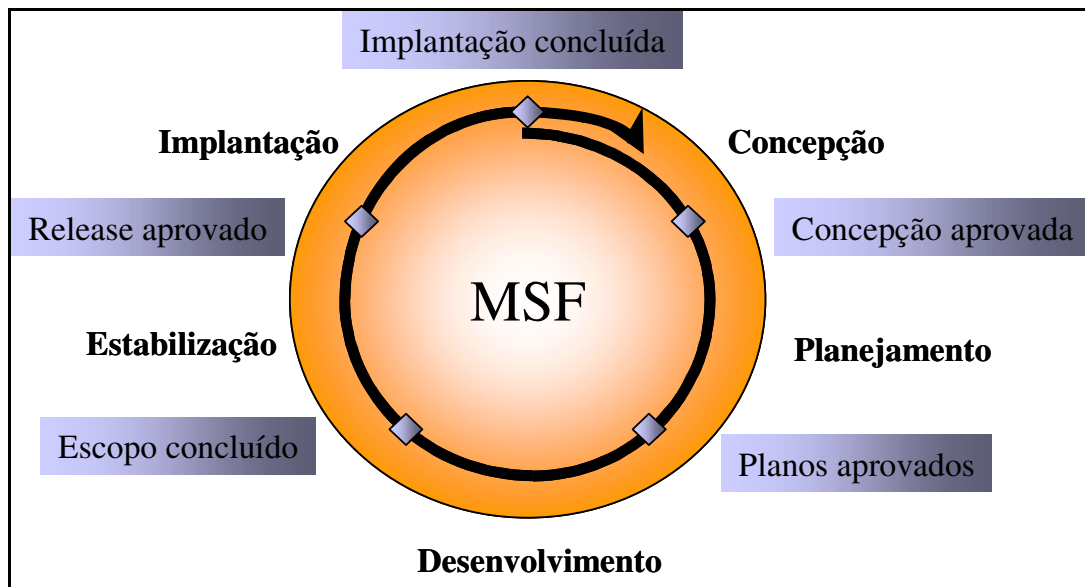 Implantação concluída
Implantação
Concepção
Release aprovado
Concepção aprovada
MSF
Estabilização
Planejamento
Escopo concluído
Planos aprovados
Desenvolvimento